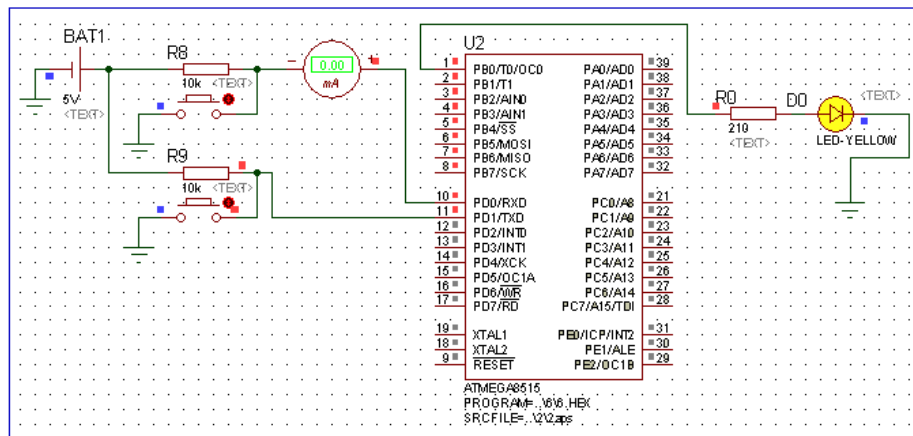 BAT1
5V
<TEXT>
R8
10k
<TEXT>
R9
10k
<TEXT>
0.00
mA
U2
1 PB0/T0/OC0
2 PB1/T1
3 PB2/AIN0
4 PB3/AIN1
5 PB4/SS
6 PB5/MOSI
7 PB6/MISO
8 PB7/SCK
10 PD0/RXD
11 PD1/TXD
12 PD2/INT0
13 PD3/INT1
14 PD4/XCK
15 PD5/OC1A
16 PD6/WR
17 PD7/RD
19 XTAL1
18 XTAL2
9 RESET
PA0/AD0 39
PA1/AD1 38
PA2/AD2 37
PA3/AD3 36
PA4/AD4 35
PA5/AD5 34
PA6/AD6 33
PA7/AD7 32
PC0/A8 21
PC1/A9 22
PC2/A10 23
PC3/A11 24
PC4/A12 25
PC5/A13 26
PC6/A14 27
PC7/A15/TDI 28
PE0/ICP/INT2 31
PE1/ALE 30
PE2/OC1B 29
ATMEGA8515
PROGRAM=..\6\6.HEX
SRCFILE=..\2\2.aps
R0
210
<TEXT>
D0
<TEXT>
LED-YELLOW